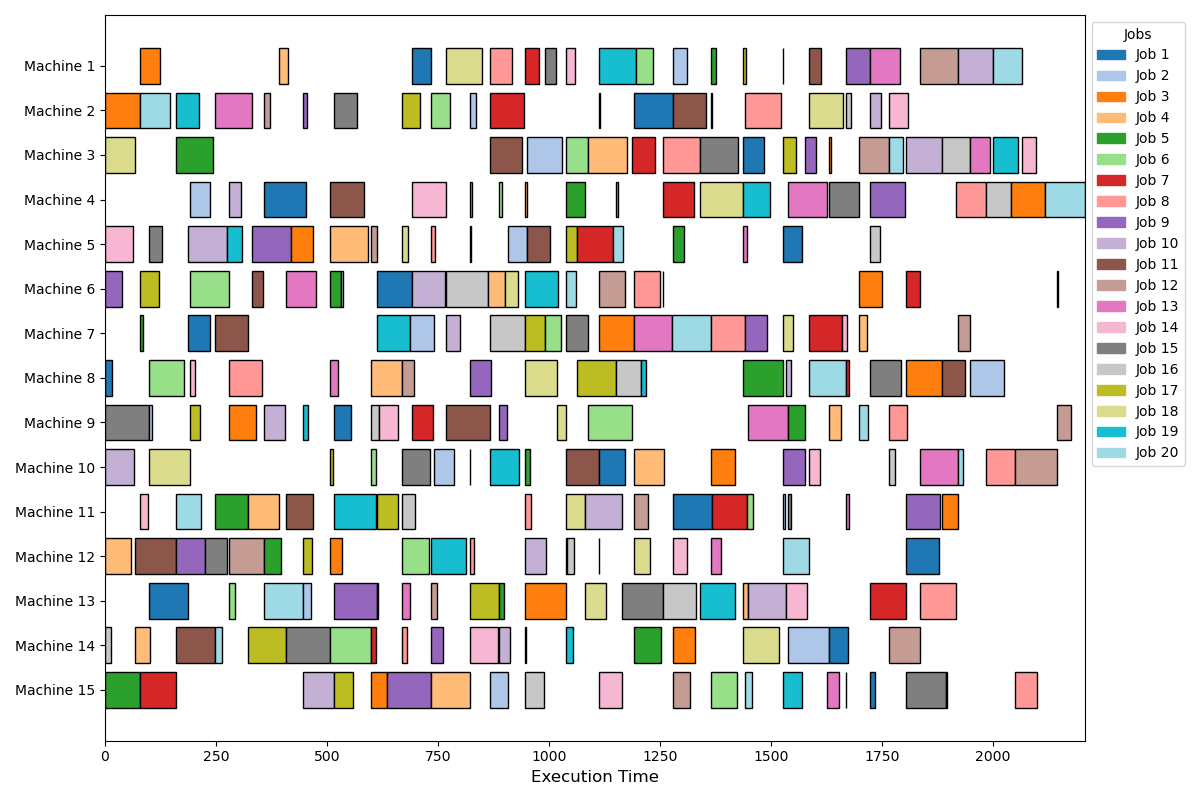 Machine 1
Machine 2
Machine 3
Machine 4
Machine 5
Machine 6
Machine 7
Machine 8
Machine 9
Machine 10
Machine 11
Machine 12
Machine 13
Machine 14
Machine 15
0 250 500 750 1000 1250 1500 1750 2000
Execution Time
Jobs
Job 1
Job 2
Job 3
Job 4
Job 5
Job 6
Job 7
Job 8
Job 9
Job 10
Job 11
Job 12
Job 13
Job 14
Job 15
Job 16
Job 17
Job 18
Job 19
Job 20